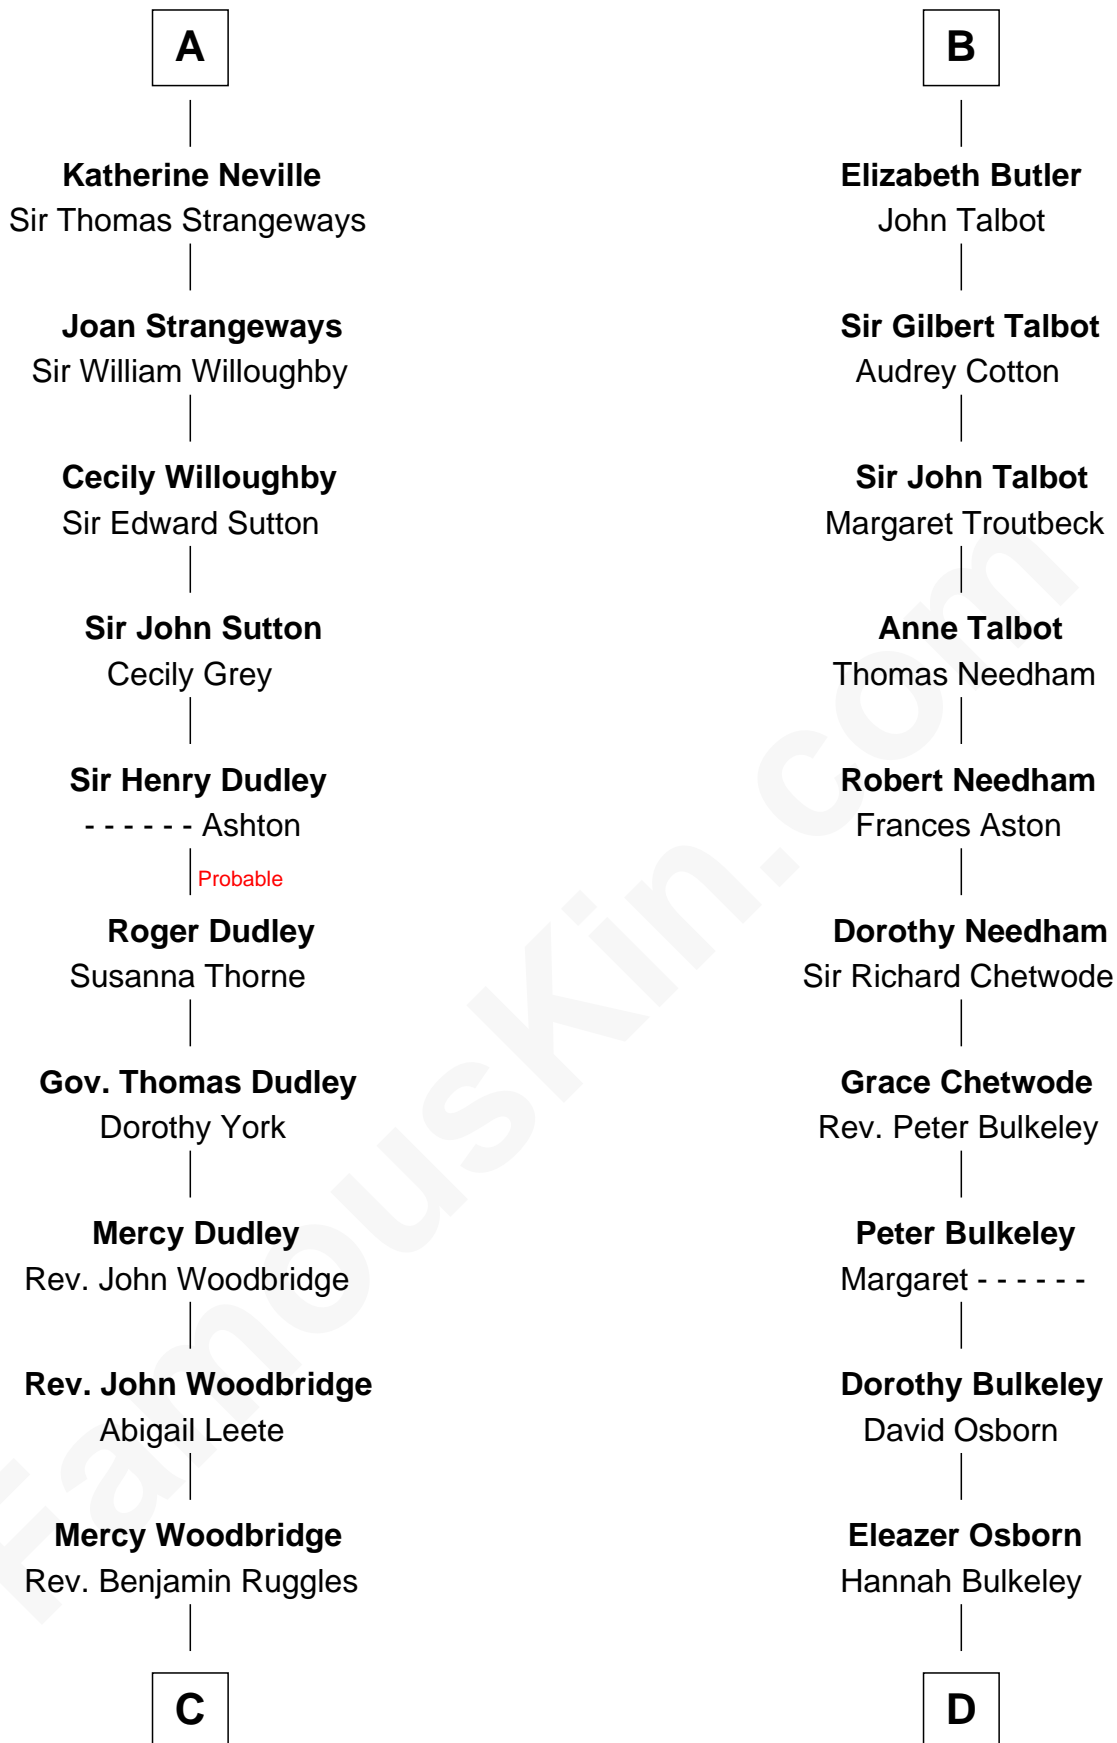 A
Katherine Neville
Sir Thomas Strangeways
Joan Strangeways
Sir William Willoughby
Cecily Willoughby
Sir Edward Sutton
Sir John Sutton
Cecily Grey
Sir Henry Dudley
- - - - - - Ashton
Probable
Roger Dudley
Susanna Thorne
Gov. Thomas Dudley
Dorothy York
Mercy Dudley
Rev. John Woodbridge
Rev. John Woodbridge
Abigail Leete
Mercy Woodbridge
Rev. Benjamin Ruggles
C
B
Elizabeth Butler
John Talbot
Sir Gilbert Talbot
Audrey Cotton
Sir John Talbot
Margaret Troutbeck
Anne Talbot
Thomas Needham
Robert Needham
Frances Aston
Dorothy Needham
Sir Richard Chetwode
Grace Chetwode
Rev. Peter Bulkeley
Peter Bulkeley
Margaret - - - - - -
Dorothy Bulkeley
David Osborn
Eleazer Osborn
Hannah Bulkeley
D
FamousKin.com